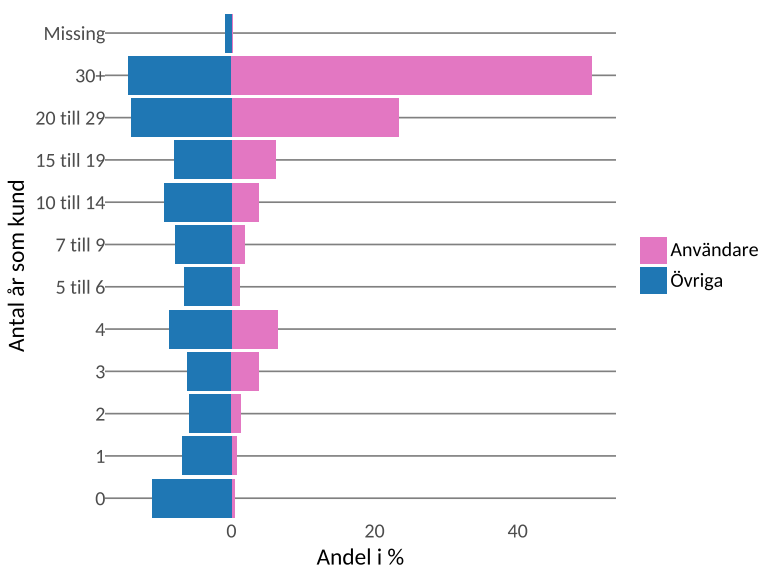 Missing
30+
20 till 29
15 till 19
10 till 14
7 till 9
5 till 6
4
3
2
1
0
Antal år som kund
0 20 40
Andel i %
Användare
Övriga